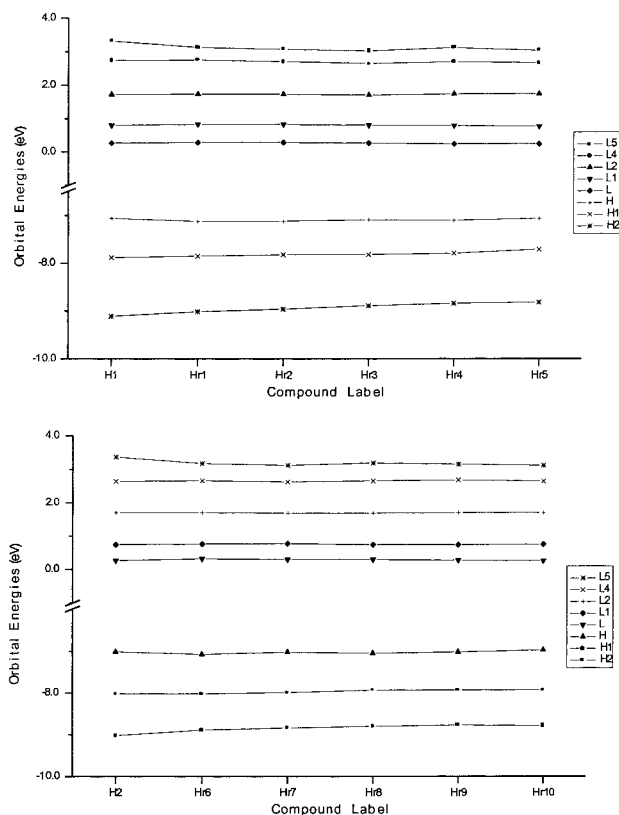 4.0
2.0
0.0
-8.0
-10.0
Orbital Energies (eV)
H1 Hr1 Hr2 Hr3 Hr4 Hr5
Compound Label
L5
L4
L2
L1
L
H
H1
H2
4.0
2.0
0.0
-8.0
-10.0
Orbital Energies (eV)
H2 Hr6 Hr7 Hr8 Hr9 Hr10
Compound Label
L5
L4
L2
L1
L
H
H1
H2